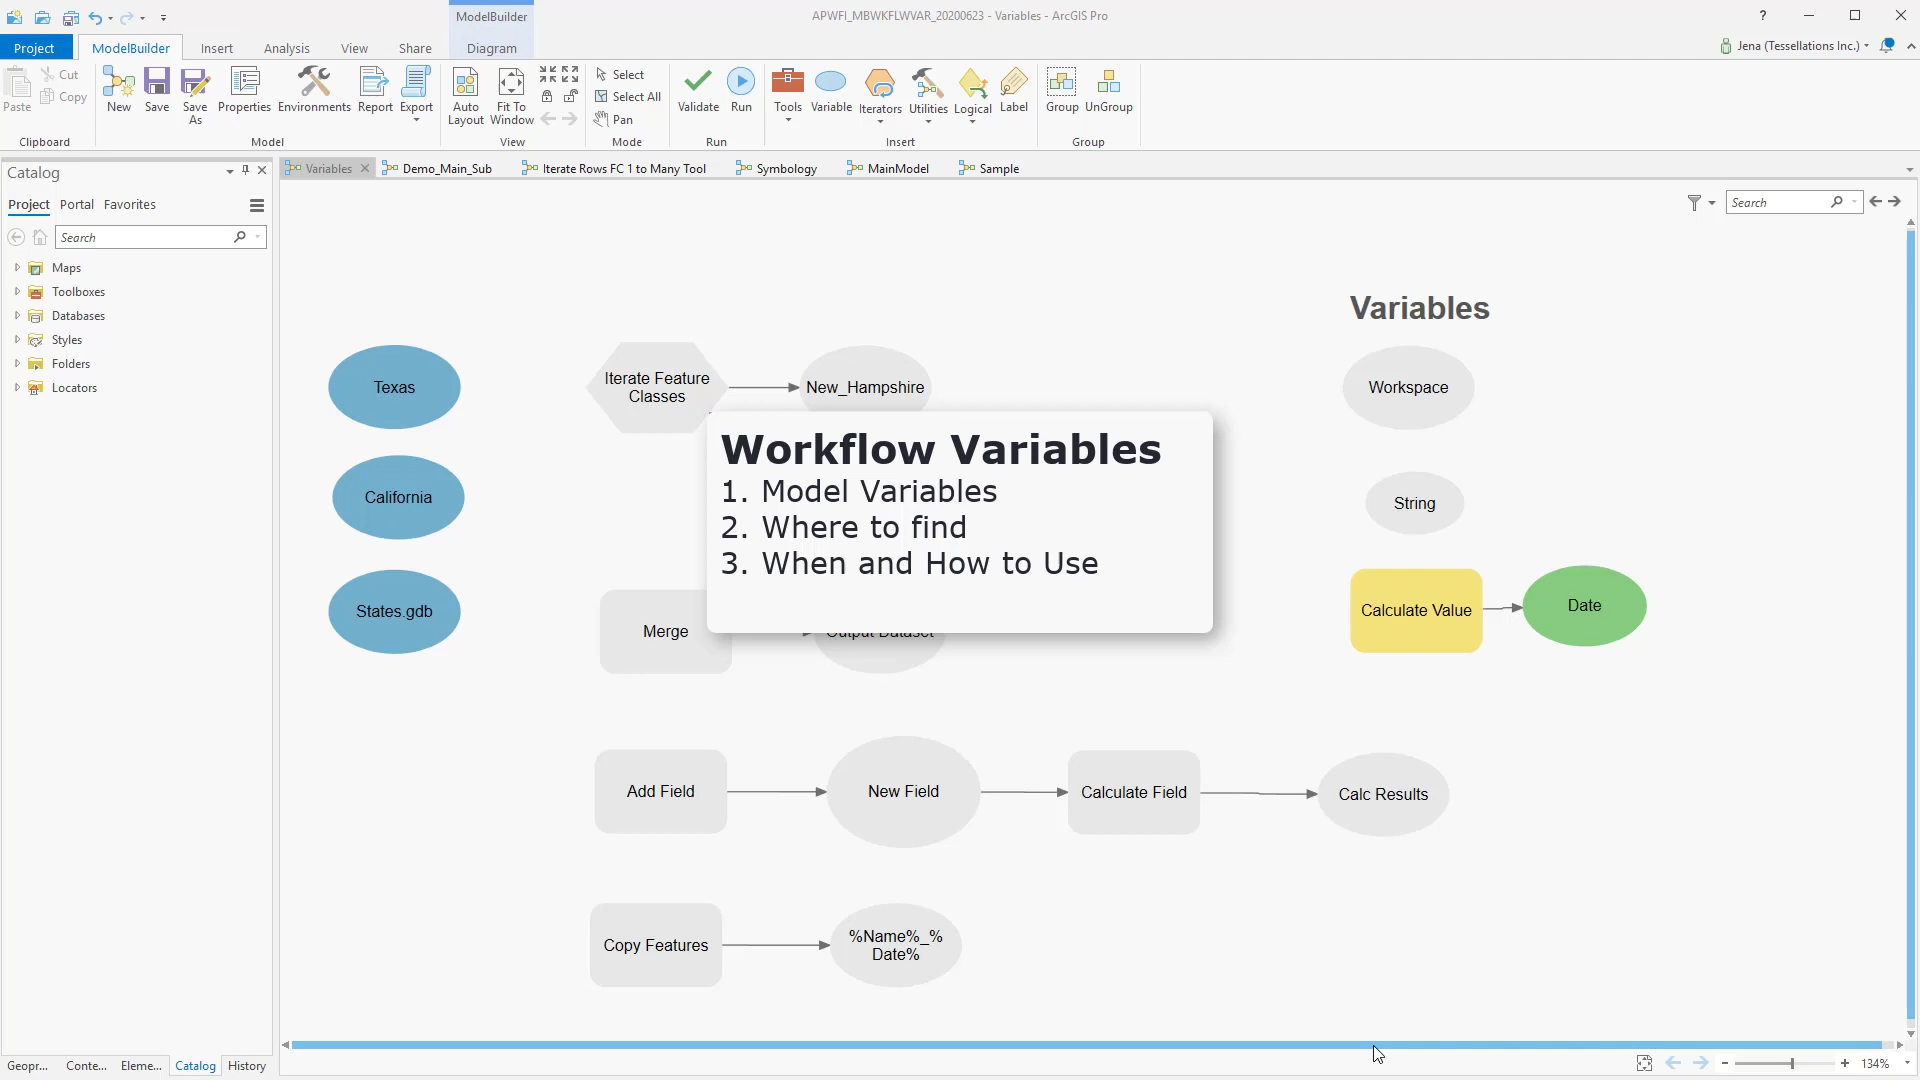 ModelBuilder
APWFI_MBWKFLWVAR_20200623 - Variables - ArcGIS Pro
?
Project
ModelBuilder
Insert
Analysis
View
Share
Diagram
Jena (Tessellations Inc.)
Paste
Cut
Copy
Clipboard
New
Save
Save As
Properties
Environments
Report
Export
Model
Auto Layout
Fit To Window
View
Select
Select All
Pan
Mode
Validate
Run
Run
Tools
Variable
Iterators
Utilities
Logical
Label
Insert
Group
UnGroup
Group
Catalog
Variables
Demo_Main_Sub
Iterate Rows FC 1 to Many Tool
Symbology
MainModel
Sample
Project
Portal
Favorites
Search
Search
Maps
Toolboxes
Databases
Styles
Folders
Locators
Variables
Texas
Iterate Feature
Classes
New_Hampshire
Workspace
Workflow Variables
1. Model Variables
2. Where to find
3. When and How to Use
California
String
States.gdb
Merge
Output Dataset
Calculate Value
Date
Add Field
New Field
Calculate Field
Calc Results
Copy Features
%Name%_%
Date%
Geopr...
Conte...
Eleme...
Catalog
History
134%